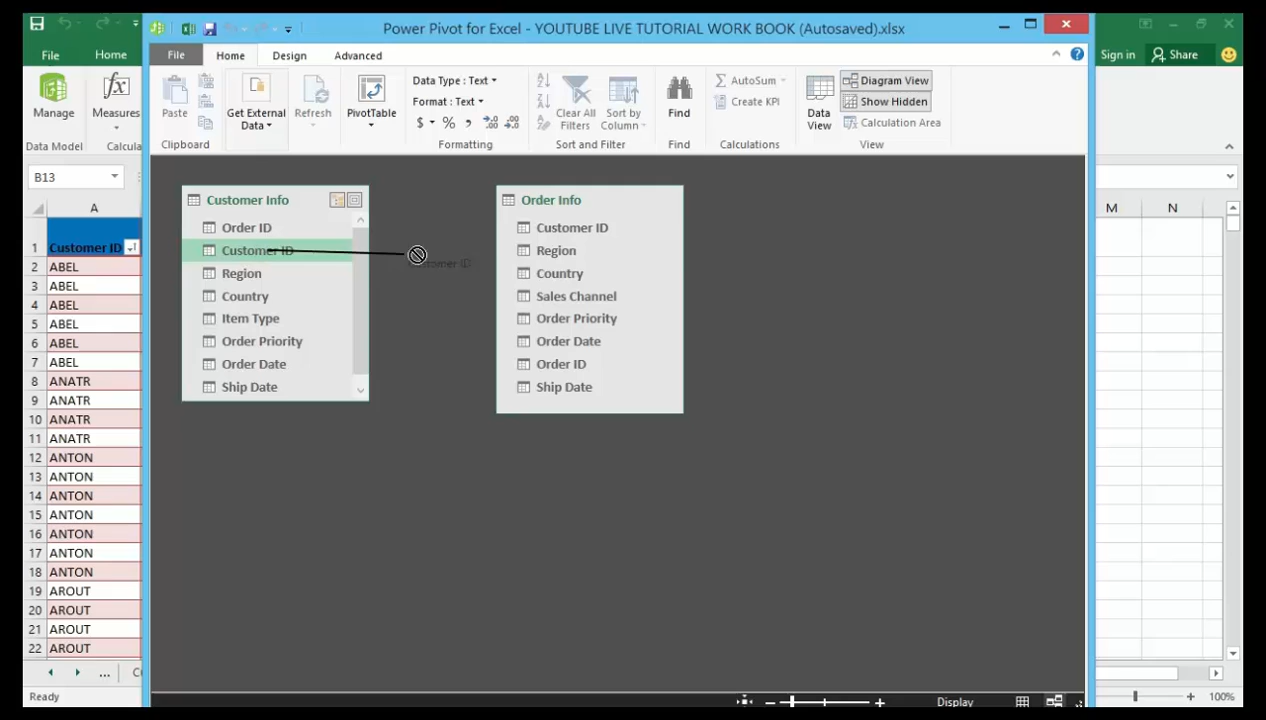 Power Pivot for Excel - YOUTUBE LIVE TUTORIAL WORK BOOK (Autosaved).xlsx
File Home
File Home Design Advanced
Sign in Share
Manage Measures
Paste
Get External Data
Refresh
PivotTable
Data Type : Text
Format : Text
$ % ,
Clear All Filters
Sort by Column
Find
AutoSum
Create KPI
Data View
Diagram View
Show Hidden
Calculation Area
Data Model
Clipboard Formatting Sort and Filter Find Calculations View
B13
A M N
Customer Info
Order ID
Customer ID
Region
Country
Item Type
Order Priority
Order Date
Ship Date
Customer ID
Order Info
Customer ID
Region
Country
Sales Channel
Order Priority
Order Date
Order ID
Ship Date
1 Customer ID
2 ABEL
3 ABEL
4 ABEL
5 ABEL
6 ABEL
7 ABEL
8 ANATR
9 ANATR
10 ANATR
11 ANATR
12 ANTON
13 ANTON
14 ANTON
15 ANTON
16 ANTON
17 ANTON
18 ANTON
19 AROUT
20 AROUT
21 AROUT
22 AROUT
...
Ready
Display
100%